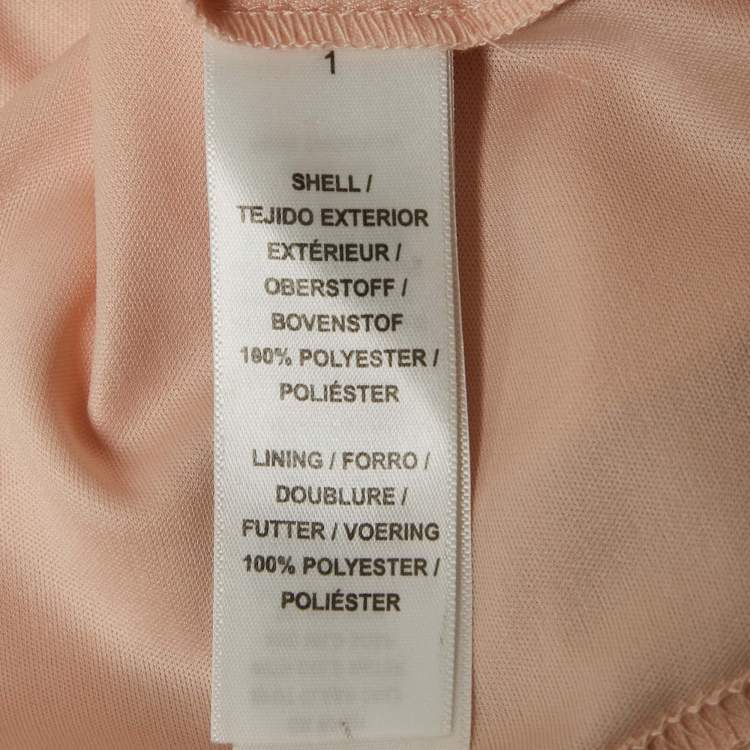 1
SHELL /
TEJIDO EXTERIOR
EXTÉRIEUR /
OBERSTOFF /
BOVENSTOF
100% POLYESTER /
POLIÉSTER
LINING / FORRO /
DOUBLURE /
FUTTER / VOERING
100% POLYESTER /
POLIÉSTER